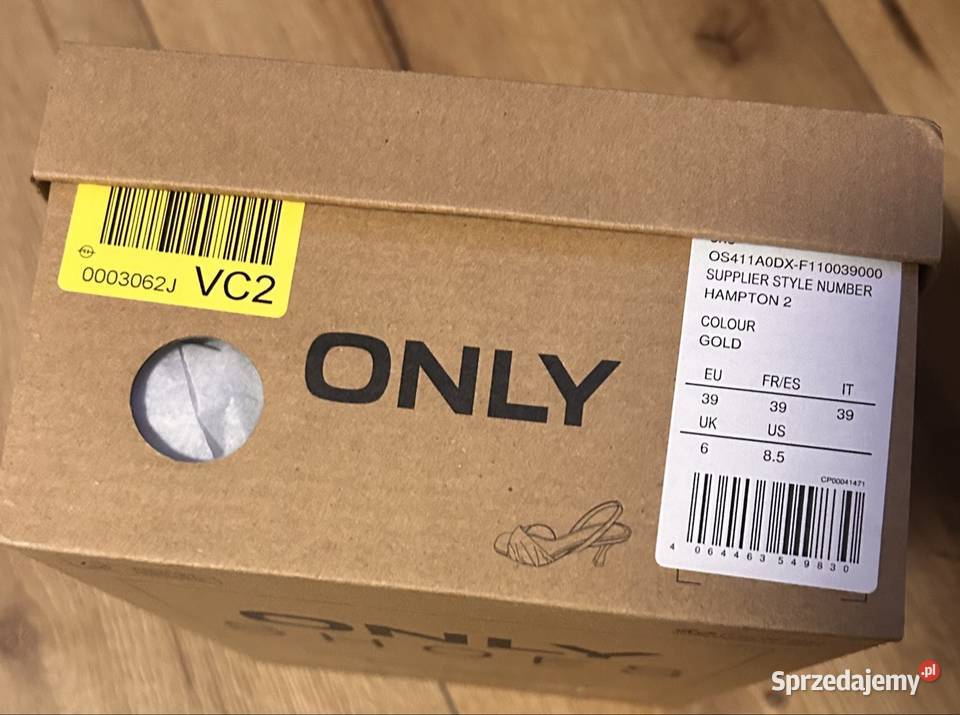 0003062J VC2
ONLY
OS411A0DX-F110039000
SUPPLIER STYLE NUMBER
HAMPTON 2
COLOUR
GOLD
EU FR/ES IT
39 39 39
UK US
6 8.5
CP00041471
4 064463 549830
ONLY
SHOES
Sprzedajemy.pl